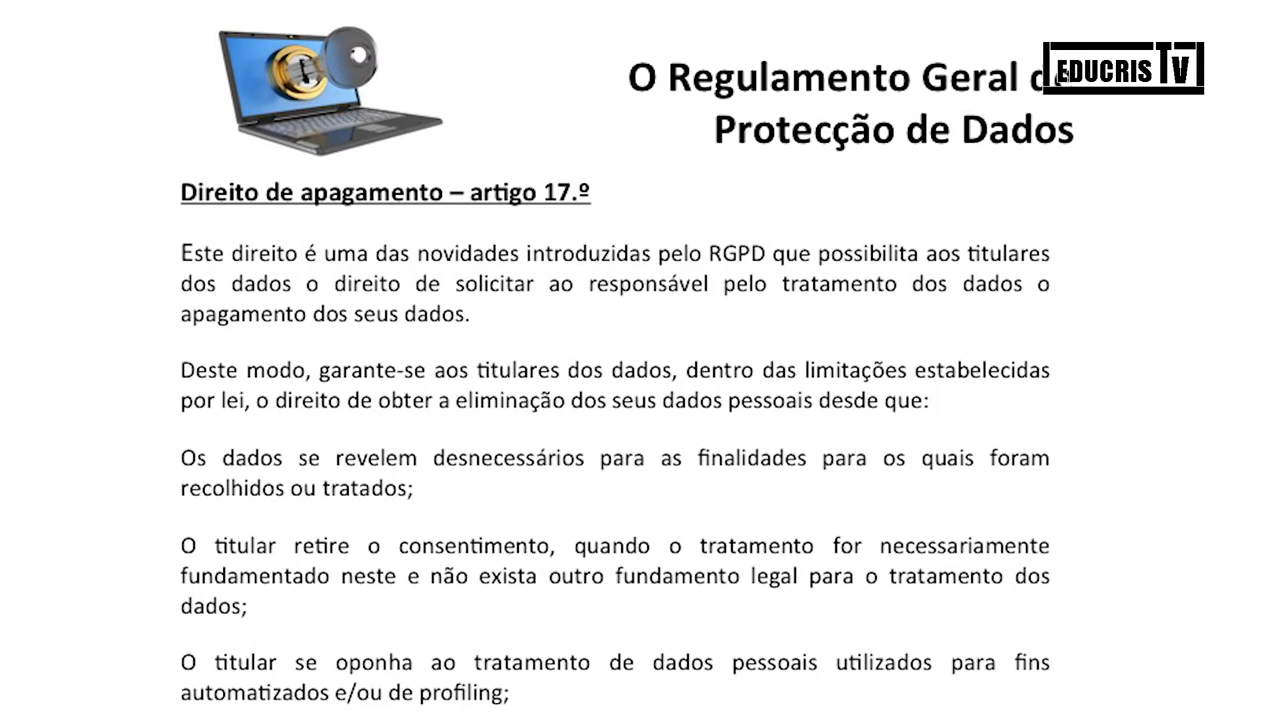 O Regulamento Geral de
EDUCRIS TV
Protecção de Dados
Direito de apagamento – artigo 17.º
Este direito é uma das novidades introduzidas pelo RGPD que possibilita aos titulares
dos dados o direito de solicitar ao responsável pelo tratamento dos dados o
apagamento dos seus dados.
Deste modo, garante-se aos titulares dos dados, dentro das limitações estabelecidas
por lei, o direito de obter a eliminação dos seus dados pessoais desde que:
Os dados se revelem desnecessários para as finalidades para os quais foram
recolhidos ou tratados;
O titular retire o consentimento, quando o tratamento for necessariamente
fundamentado neste e não exista outro fundamento legal para o tratamento dos
dados;
O titular se oponha ao tratamento de dados pessoais utilizados para fins
automatizados e/ou de profiling;